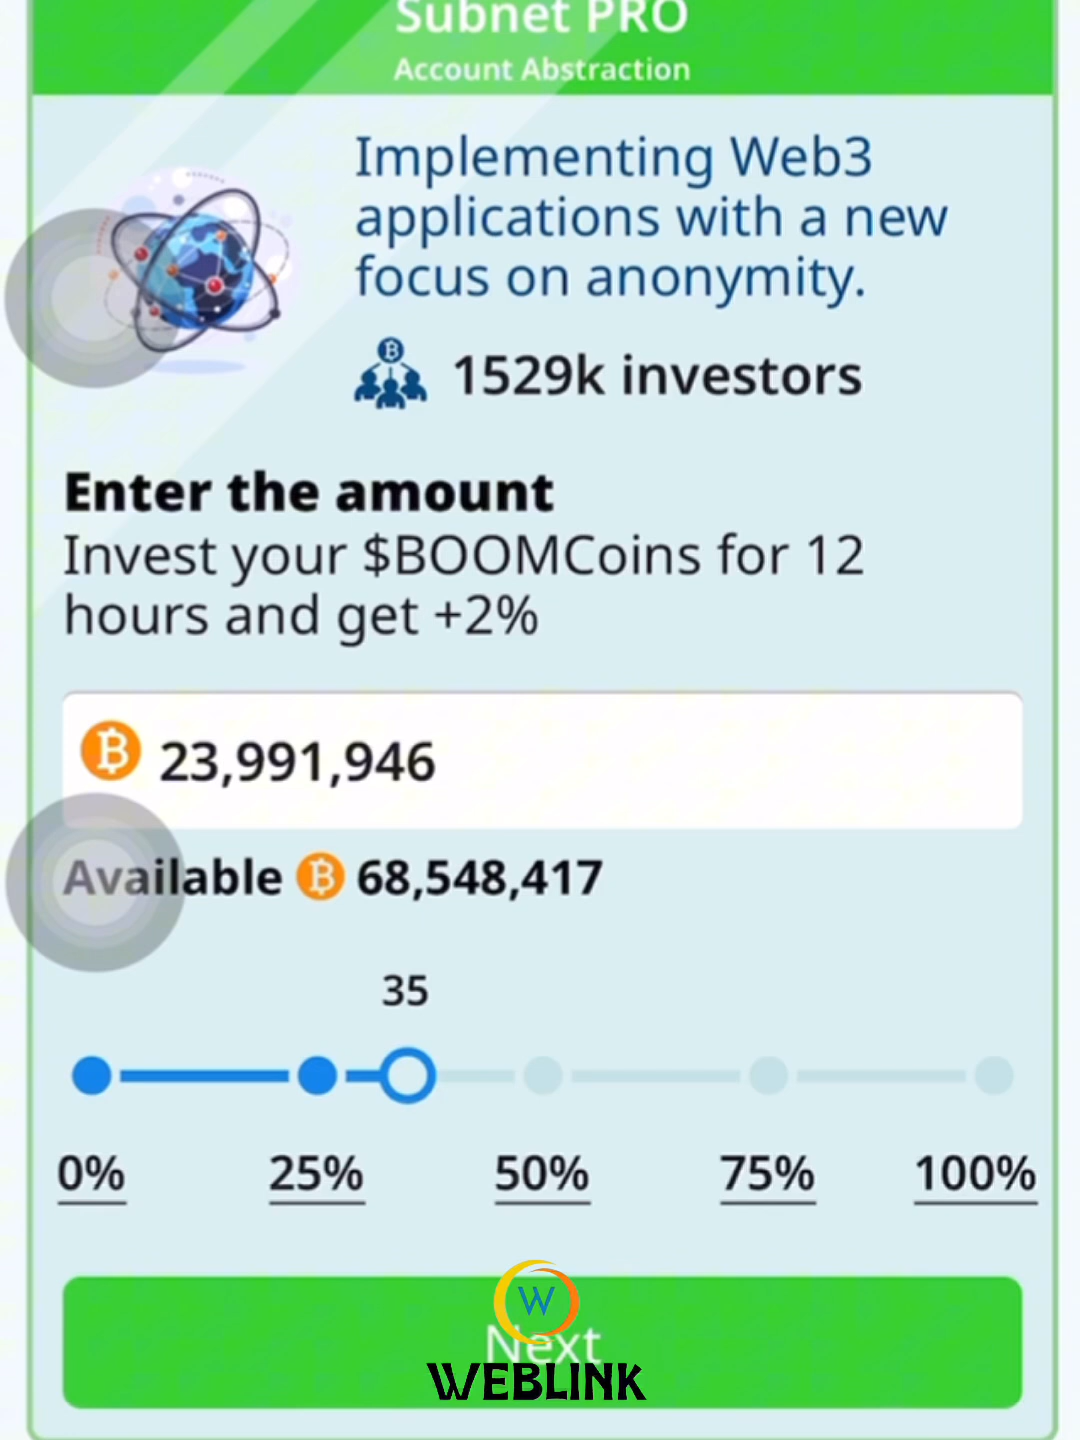 Subnet PRO
Account Abstraction
Implementing Web3
applications with a new
focus on anonymity.
1529k investors
Enter the amount
Invest your $BOOMCoins for 12
hours and get +2%
23,991,946
Available 68,548,417
35
0% 25% 50% 75% 100%
W
Next
WEBLINK